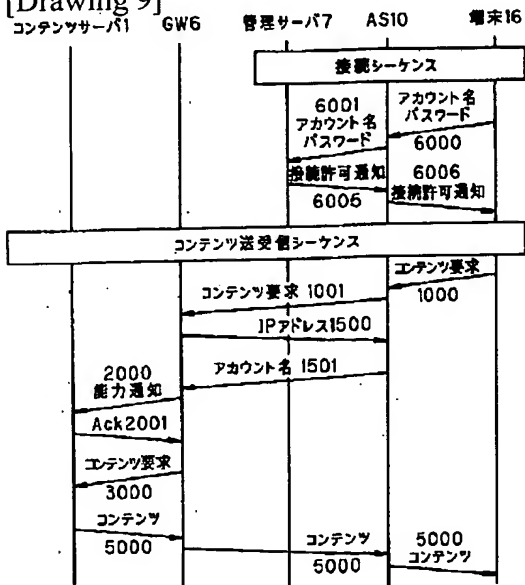 [Drawing 9]
コンテンツサーバ1 GW6 管理サーバ7 AS10 端末16
接続シーケンス
6001
アカウント名
パスワード
アカウント名
パスワード
6000
接続許可通知
6005
6006
接続許可通知
コンテンツ送受信シーケンス
コンテンツ要求
1000
コンテンツ要求 1001
IPアドレス1500
アカウント名 1501
2000
能力通知
Ack2001
コンテンツ要求
3000
コンテンツ
5000
コンテンツ
5000
5000
コンテンツ